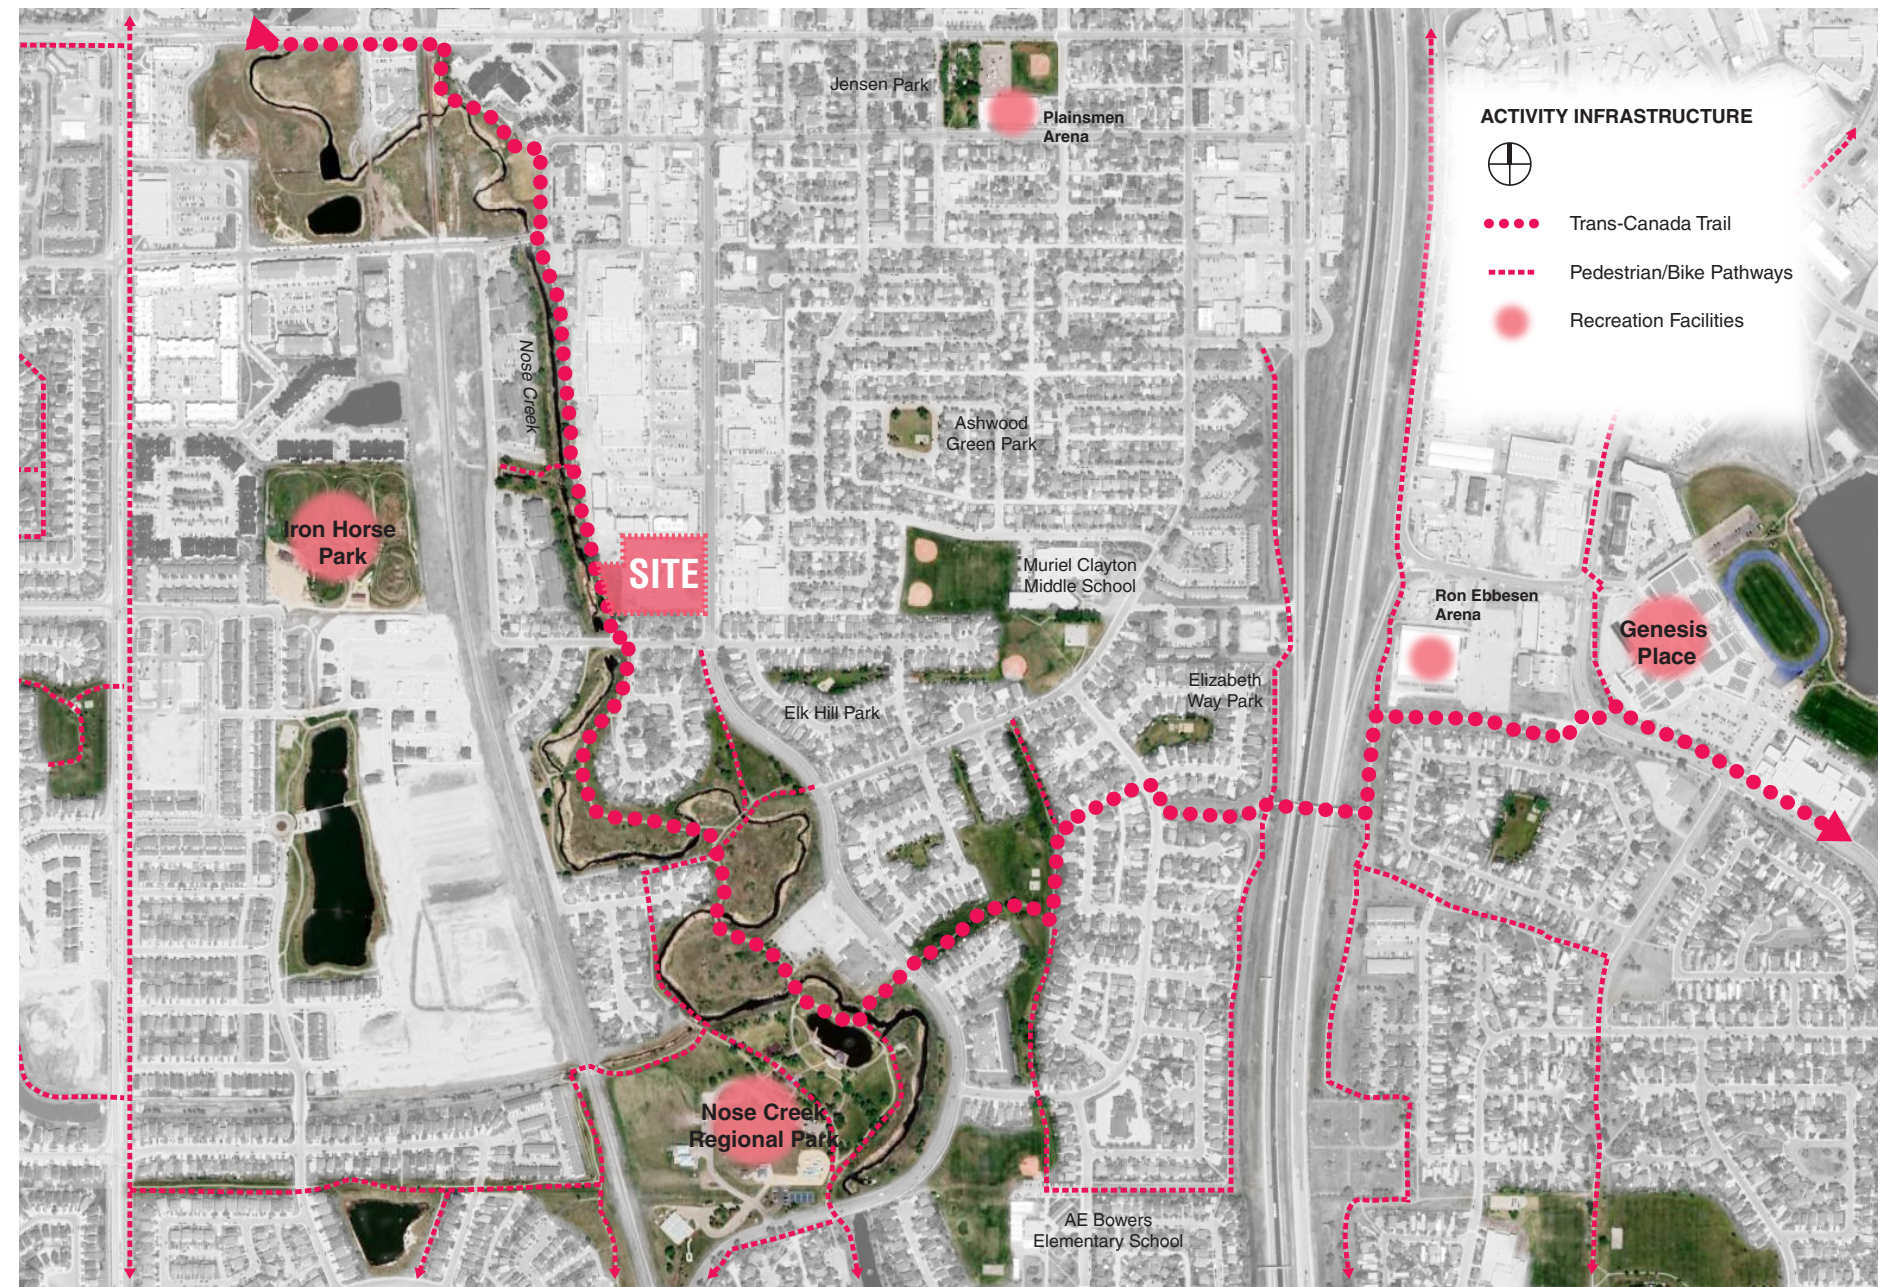 Jensen Park
Plainsmen
Arena
ACTIVITY INFRASTRUCTURE
Trans-Canada Trail
Pedestrian/Bike Pathways
Recreation Facilities
Nose Creek
Ashwood
Green Park
Iron Horse
Park
SITE
Muriel Clayton
Middle School
Ron Ebbesen
Arena
Genesis
Place
Elizabeth
Way Park
Elk Hill Park
Nose Creek
Regional Park
AE Bowers
Elementary School